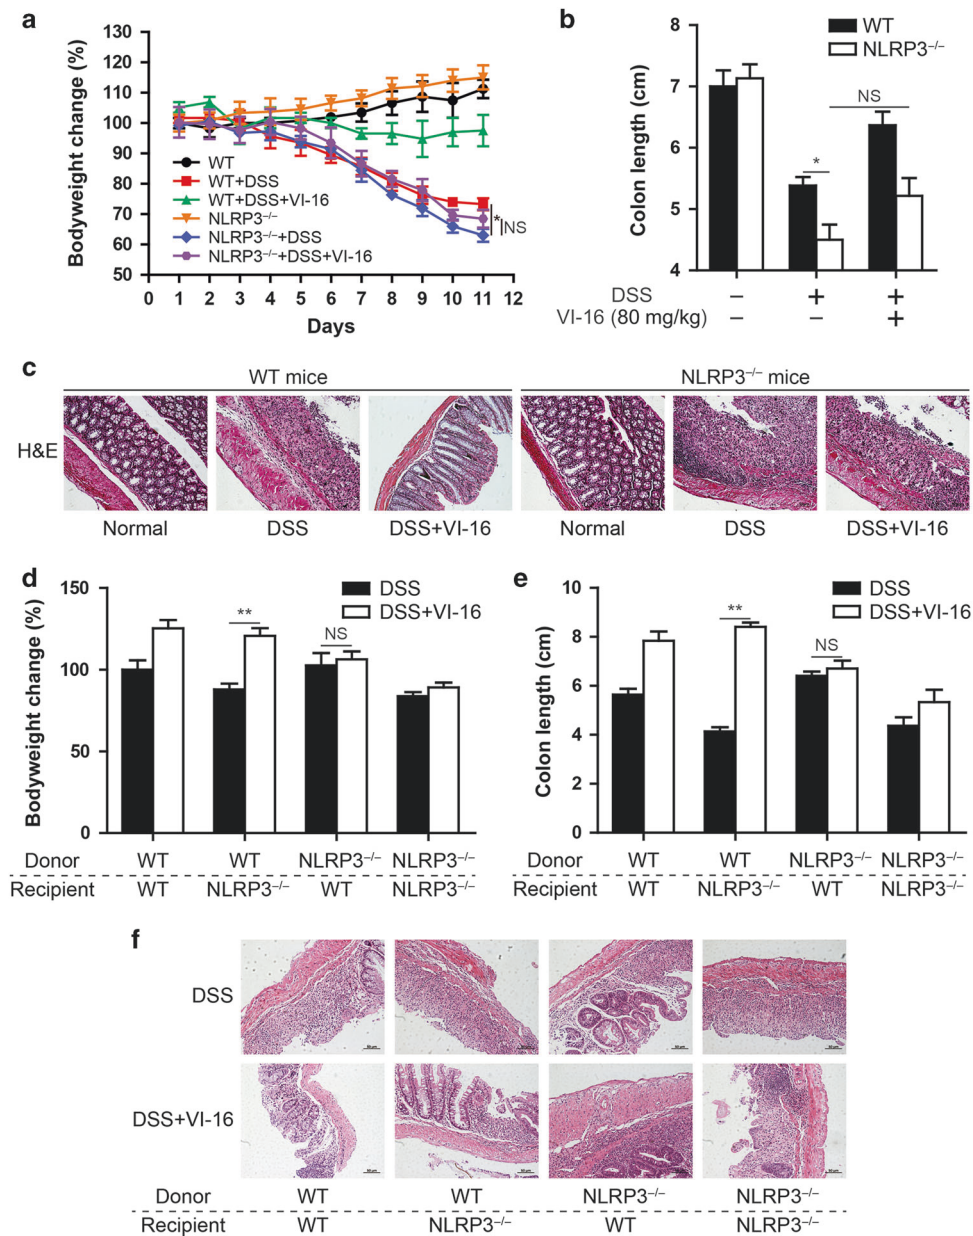 a
Bodyweight change (%)
130
120
110
100
90
80
70
60
50
WT
WT+DSS
WT+DSS+VI-16
NLRP3⁻/⁻
NLRP3⁻/⁻+DSS
NLRP3⁻/⁻+DSS+VI-16
* NS
0 1 2 3 4 5 6 7 8 9 10 11 12
Days
b
Colon length (cm)
8
7
6
5
4
WT
NLRP3⁻/⁻
NS
*
DSS − + +
VI-16 (80 mg/kg) − − +
c
WT mice NLRP3⁻/⁻ mice
H&E
Normal DSS DSS+VI-16 Normal DSS DSS+VI-16
d
Bodyweight change (%)
150
100
50
0
DSS
DSS+VI-16
** NS
Donor WT WT NLRP3⁻/⁻ NLRP3⁻/⁻
Recipient WT NLRP3⁻/⁻ WT NLRP3⁻/⁻
e
Colon length (cm)
10
8
6
4
2
0
DSS
DSS+VI-16
** NS
Donor WT WT NLRP3⁻/⁻ NLRP3⁻/⁻
Recipient WT NLRP3⁻/⁻ WT NLRP3⁻/⁻
f
DSS
DSS+VI-16
Donor WT WT NLRP3⁻/⁻ NLRP3⁻/⁻
Recipient WT NLRP3⁻/⁻ WT NLRP3⁻/⁻